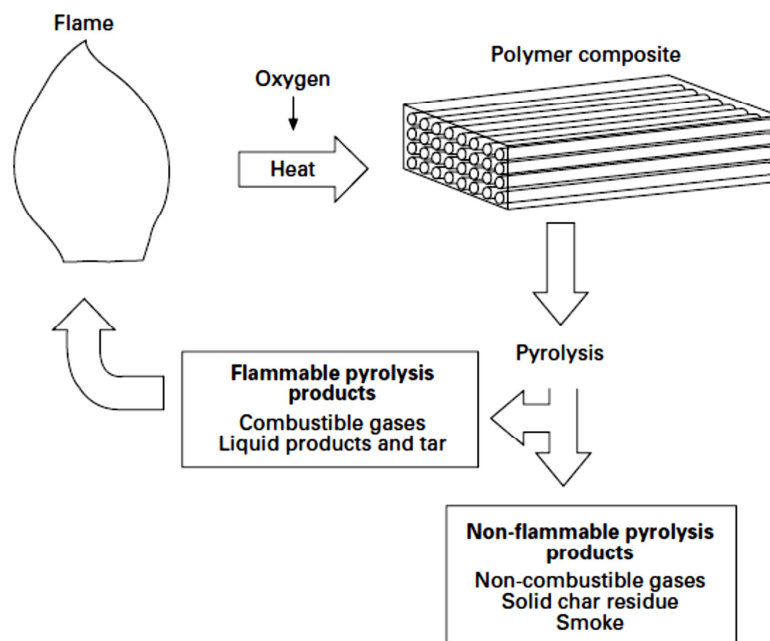 Flame
Polymer composite
Oxygen
Heat
Pyrolysis
Flammable pyrolysis
products
Combustible gases
Liquid products and tar
Non-flammable pyrolysis
products
Non-combustible gases
Solid char residue
Smoke